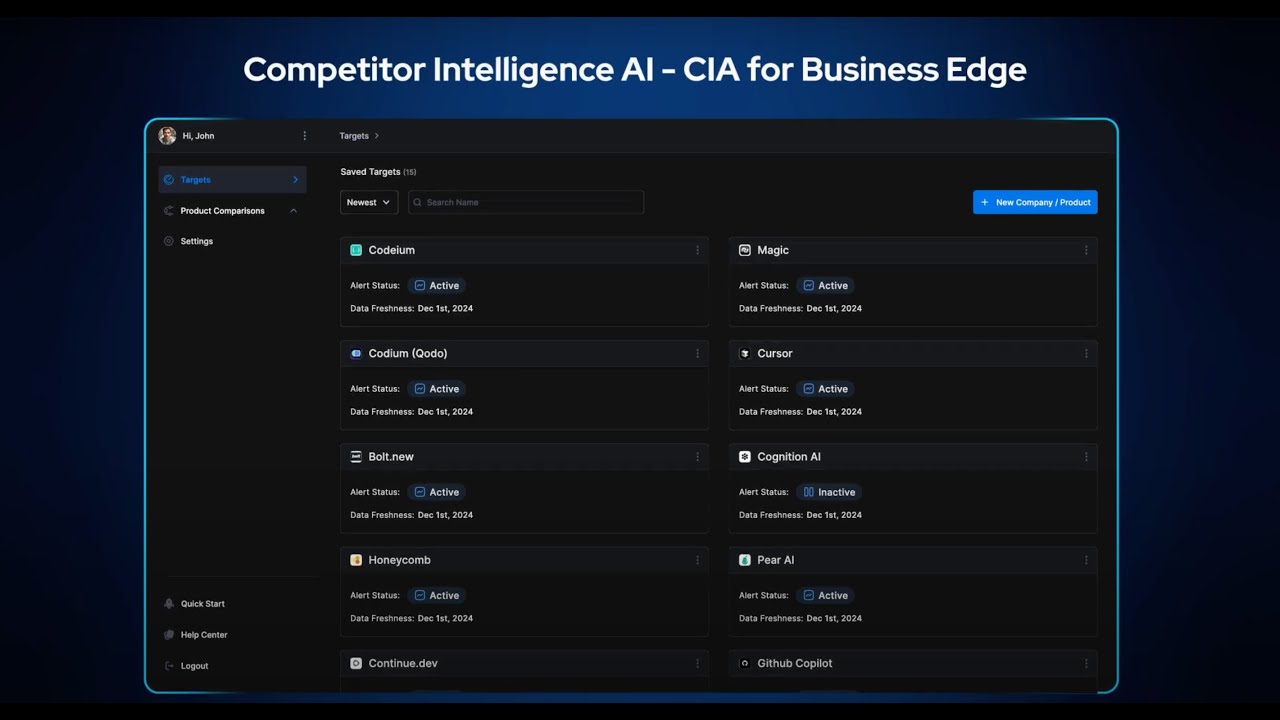 Competitor Intelligence AI - CIA for Business Edge
Hi, John
Targets
Targets
Product Comparisons
Settings
Saved Targets (15)
Newest
Search Name
New Company / Product
Codeium
Alert Status: Active
Data Freshness: Dec 1st, 2024
Magic
Alert Status: Active
Data Freshness: Dec 1st, 2024
Codium (Qodo)
Alert Status: Active
Data Freshness: Dec 1st, 2024
Cursor
Alert Status: Active
Data Freshness: Dec 1st, 2024
Bolt.new
Alert Status: Active
Data Freshness: Dec 1st, 2024
Cognition AI
Alert Status: Inactive
Data Freshness: Dec 1st, 2024
Honeycomb
Alert Status: Active
Data Freshness: Dec 1st, 2024
Pear AI
Alert Status: Active
Data Freshness: Dec 1st, 2024
Continue.dev
Github Copilot
Quick Start
Help Center
Logout